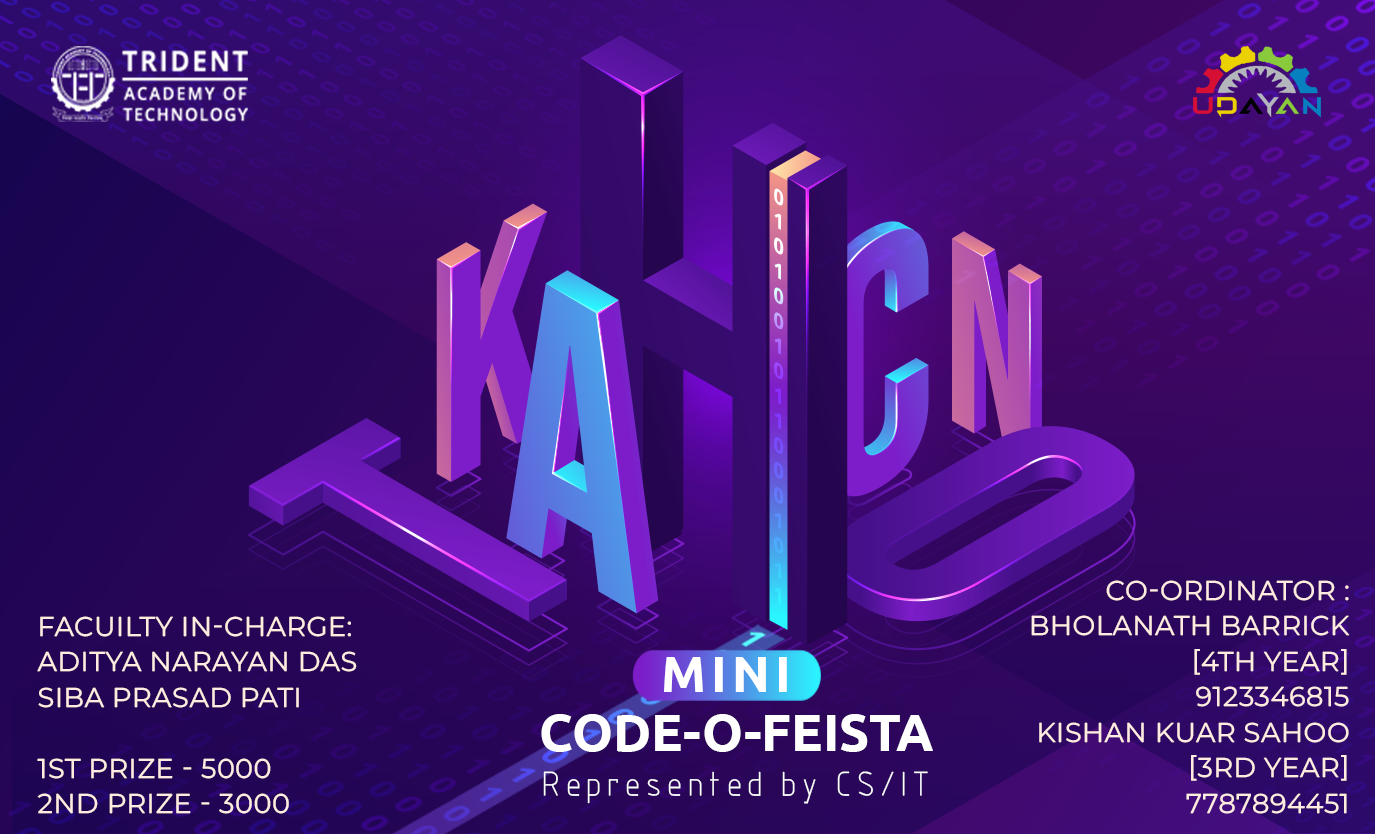 TRIDENT
ACADEMY OF
TECHNOLOGY
UDAYAN
TKAHCNO
MINI
CODE-O-FEISTA
Represented by CS/IT
FACUILTY IN-CHARGE:
ADITYA NARAYAN DAS
SIBA PRASAD PATI
1ST PRIZE - 5000
2ND PRIZE - 3000
CO-ORDINATOR :
BHOLANATH BARRICK
[4TH YEAR]
9123346815
KISHAN KUAR SAHOO
[3RD YEAR]
7787894451